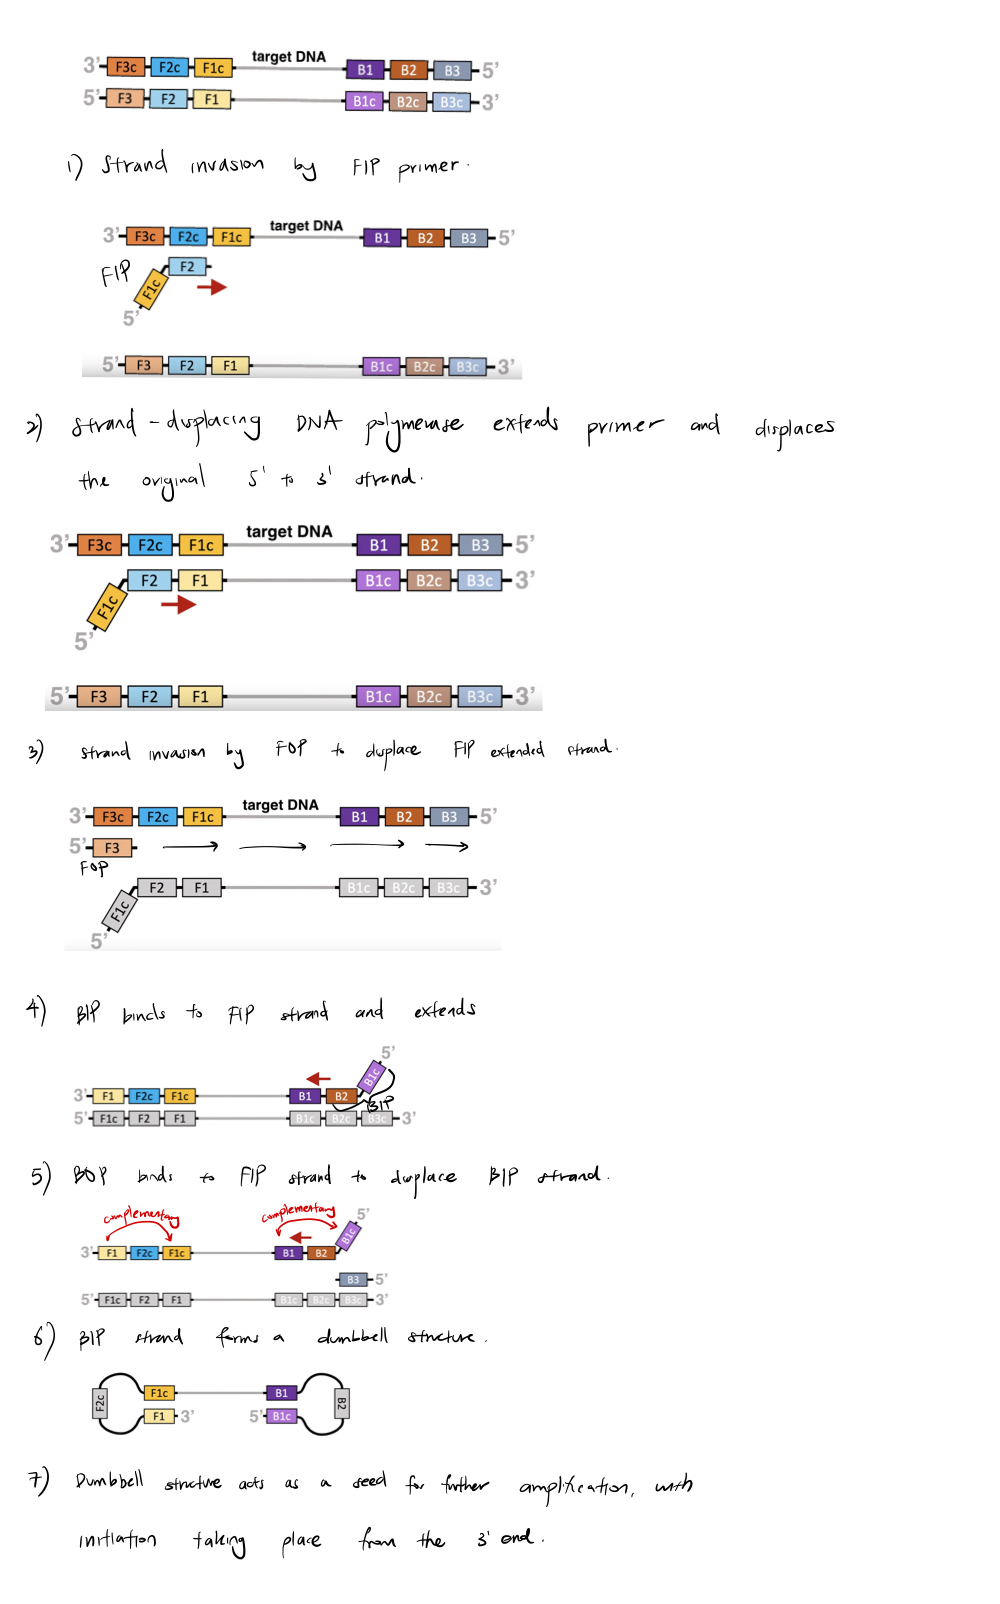 target DNA
3' F3c F2c F1c B1 B2 B3 5'
5' F3 F2 F1 B1c B2c B3c 3'
1) Strand invasion by FIP primer.
target DNA
3' F3c F2c F1c B1 B2 B3 5'
FIP F2
F1c
5'
5' F3 F2 F1 B1c B2c B3c 3'
2) Strand-displacing DNA polymerase extends primer and displaces
the original 5' to 3' strand.
target DNA
3' F3c F2c F1c B1 B2 B3 5'
F2 F1 B1c B2c B3c 3'
F1c
5'
5' F3 F2 F1 B1c B2c B3c 3'
3) Strand invasion by FOP to displace FIP extended strand.
target DNA
3' F3c F2c F1c B1 B2 B3 5'
5' F3
FOP
F2 F1 B1c B2c B3c 3'
F1c
5'
4) BIP binds to FIP strand and extends
5'
B1c
3' F1 F2c F1c B1 B2
BIP
5' F1c F2 F1 B1c B2c B3c 3'
5) BOP binds to FIP strand to displace BIP strand.
complementary complementary 5'
B1c
3' F1 F2c F1c B1 B2
B3 5'
5' F1c F2 F1 B1c B2c B3c 3'
6) BIP strand forms a dumbbell structure.
F1c B1
F2c B2
F1 3' 5' B1c
7) Dumbbell structure acts as a seed for further amplification, with
initiation taking place from the 3' end.